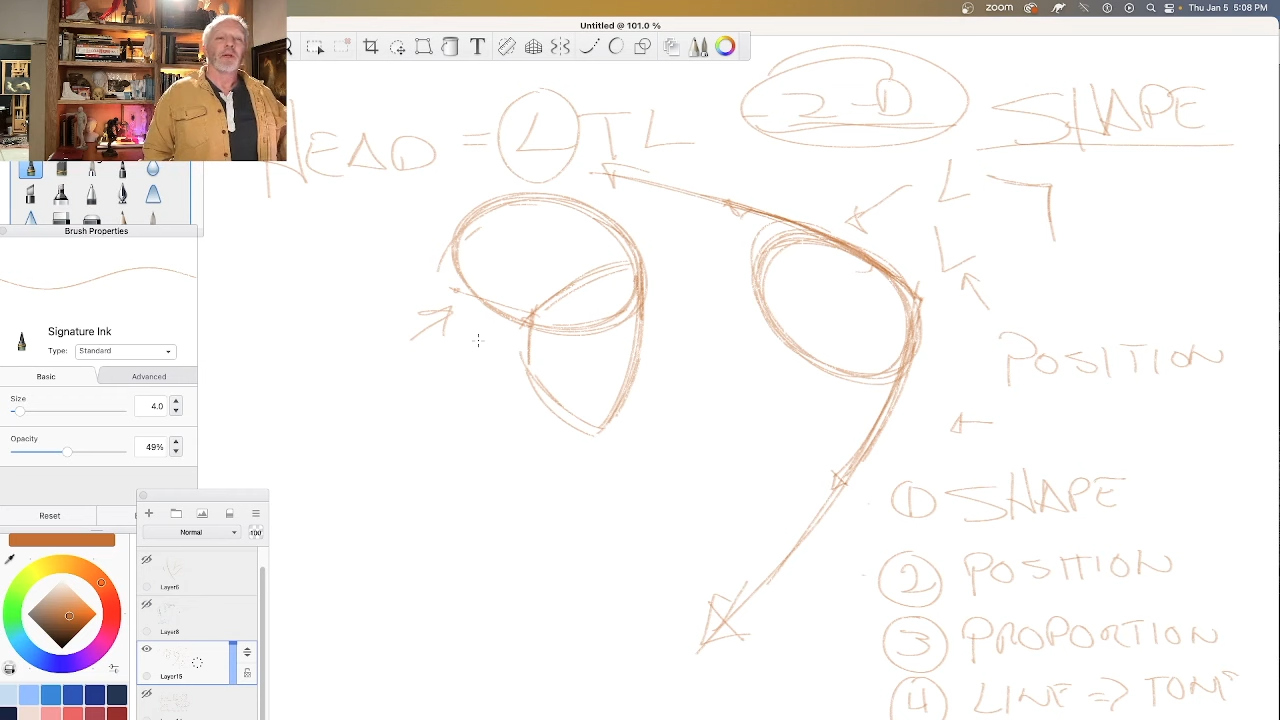 zoom
Thu Jan 5 5:08 PM
Untitled @ 101.0 %
HEAD = L T L
2-D
SHAPE
L
L
POSITION
① SHAPE
② POSITION
③ PROPORTION
④ LINE => TONE
Brush Properties
Signature Ink
Type: Standard
Basic Advanced
Size
4.0
Opacity
49%
Reset
Normal
100
Layer6
Layer8
Layer15